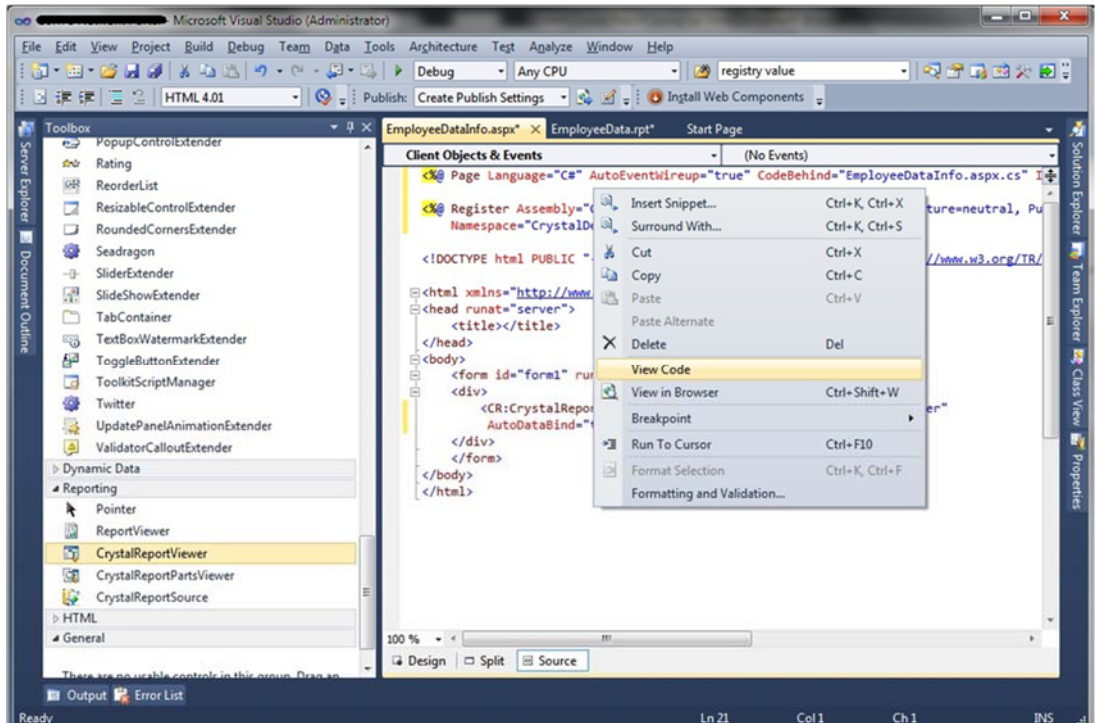 - Microsoft Visual Studio (Administrator)
File Edit View Project Build Debug Team Data Tools Architecture Test Analyze Window Help
Debug Any CPU registry value
HTML 4.01 Publish: Create Publish Settings Install Web Components
Toolbox
EmployeeDataInfo.aspx* EmployeeData.rpt* Start Page
Server Explorer
Document Outline
PopupControlExtender
Rating
ReorderList
ResizableControlExtender
RoundedCornersExtender
Seadragon
SliderExtender
SlideShowExtender
TabContainer
TextBoxWatermarkExtender
ToggleButtonExtender
ToolkitScriptManager
Twitter
UpdatePanelAnimationExtender
ValidatorCalloutExtender
Dynamic Data
Reporting
Pointer
ReportViewer
CrystalReportViewer
CrystalReportPartsViewer
CrystalReportSource
HTML
General
There are no usable controls in this group. Drag an
Client Objects & Events (No Events)
<%@ Page Language="C#" AutoEventWireup="true" CodeBehind="EmployeeDataInfo.aspx.cs" I
<%@ Register Assembly="C ture=neutral, Pu
Namespace="CrystalDe
<!DOCTYPE html PUBLIC "- //www.w3.org/TR/
<html xmlns="http://www.
<head runat="server">
<title></title>
</head>
<body>
<form id="form1" run
<div>
<CR:CrystalRepor er"
AutoDataBind="t
</div>
</form>
</body>
</html>
Insert Snippet... Ctrl+K, Ctrl+X
Surround With... Ctrl+K, Ctrl+S
Cut Ctrl+X
Copy Ctrl+C
Paste Ctrl+V
Paste Alternate
Delete Del
View Code
View in Browser Ctrl+Shift+W
Breakpoint
Run To Cursor Ctrl+F10
Format Selection Ctrl+K, Ctrl+F
Formatting and Validation...
Solution Explorer
Team Explorer
Class View
Properties
100 %
Design Split Source
Output Error List
Ready Ln 21 Col 1 Ch 1 INS